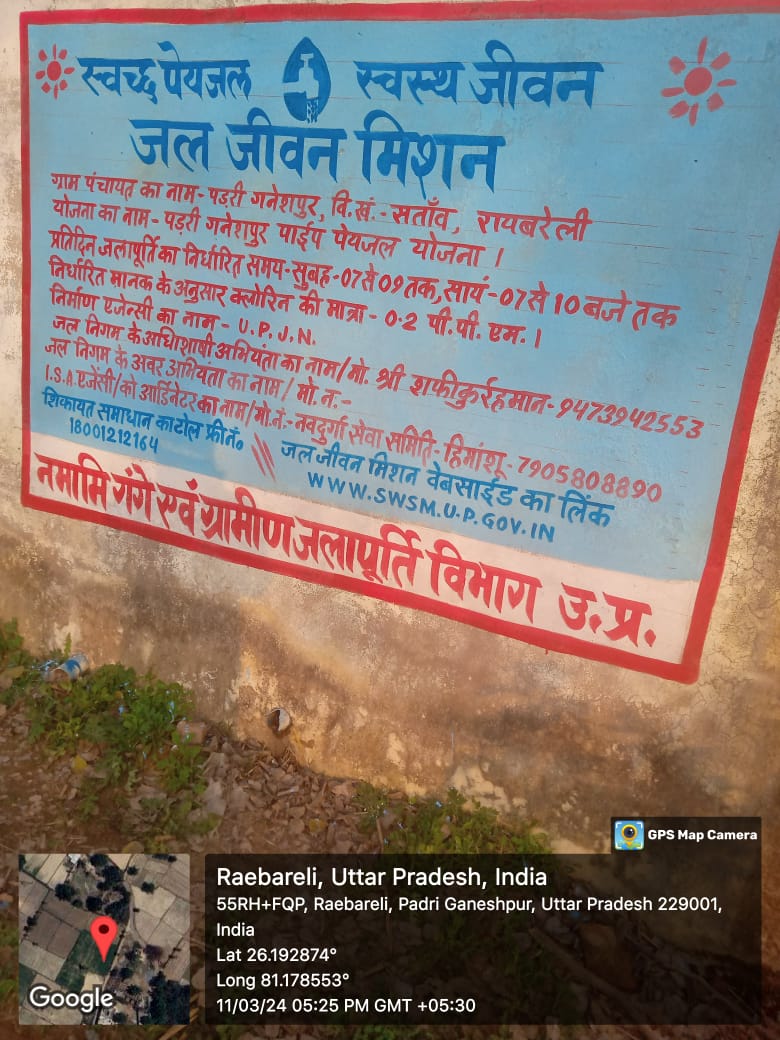 स्वच्छ पेयजल स्वस्थ जीवन
जल जीवन मिशन
ग्राम पंचायत का नाम- पड़री गनेशपुर, वि.खं.- सताँव, रायबरेली
योजना का नाम- पड़री गनेशपुर पाईप पेयजल योजना ।
प्रतिदिन जलापूर्ति का निर्धारित समय-सुबह-07 से 09 तक, सायं-07 से 10 बजे तक
निर्धारित मानक के अनुसार क्लोरिन की मात्रा- 0.2 पी.पी. एम.।
निर्माण एजेन्सी का नाम - U.P.J.N.
जल निगम के अधिशाषी अभियंता का नाम/मो. श्री शफीकुर्रहमान-9473942553
जल निगम के अवर अभियंता का नाम / मो.न.-
I.S.A.एजेंसी/को आर्डिनेटर का नाम/मो.नं.- नवदुर्गा सेवा समिति- हिमांशू-7905808890
शिकायत समाधान का टोल फ्री नं॰
18001212164
जल जीवन मिशन वेबसाईड का लिंक
WWW.SWSM.U.P.GOV.IN
नमामि गंगे एवं ग्रामीण जलापूर्ति विभाग उ.प्र.
GPS Map Camera
Raebareli, Uttar Pradesh, India
55RH+FQP, Raebareli, Padri Ganeshpur, Uttar Pradesh 229001,
India
Lat 26.192874°
Long 81.178553°
11/03/24 05:25 PM GMT +05:30
Google